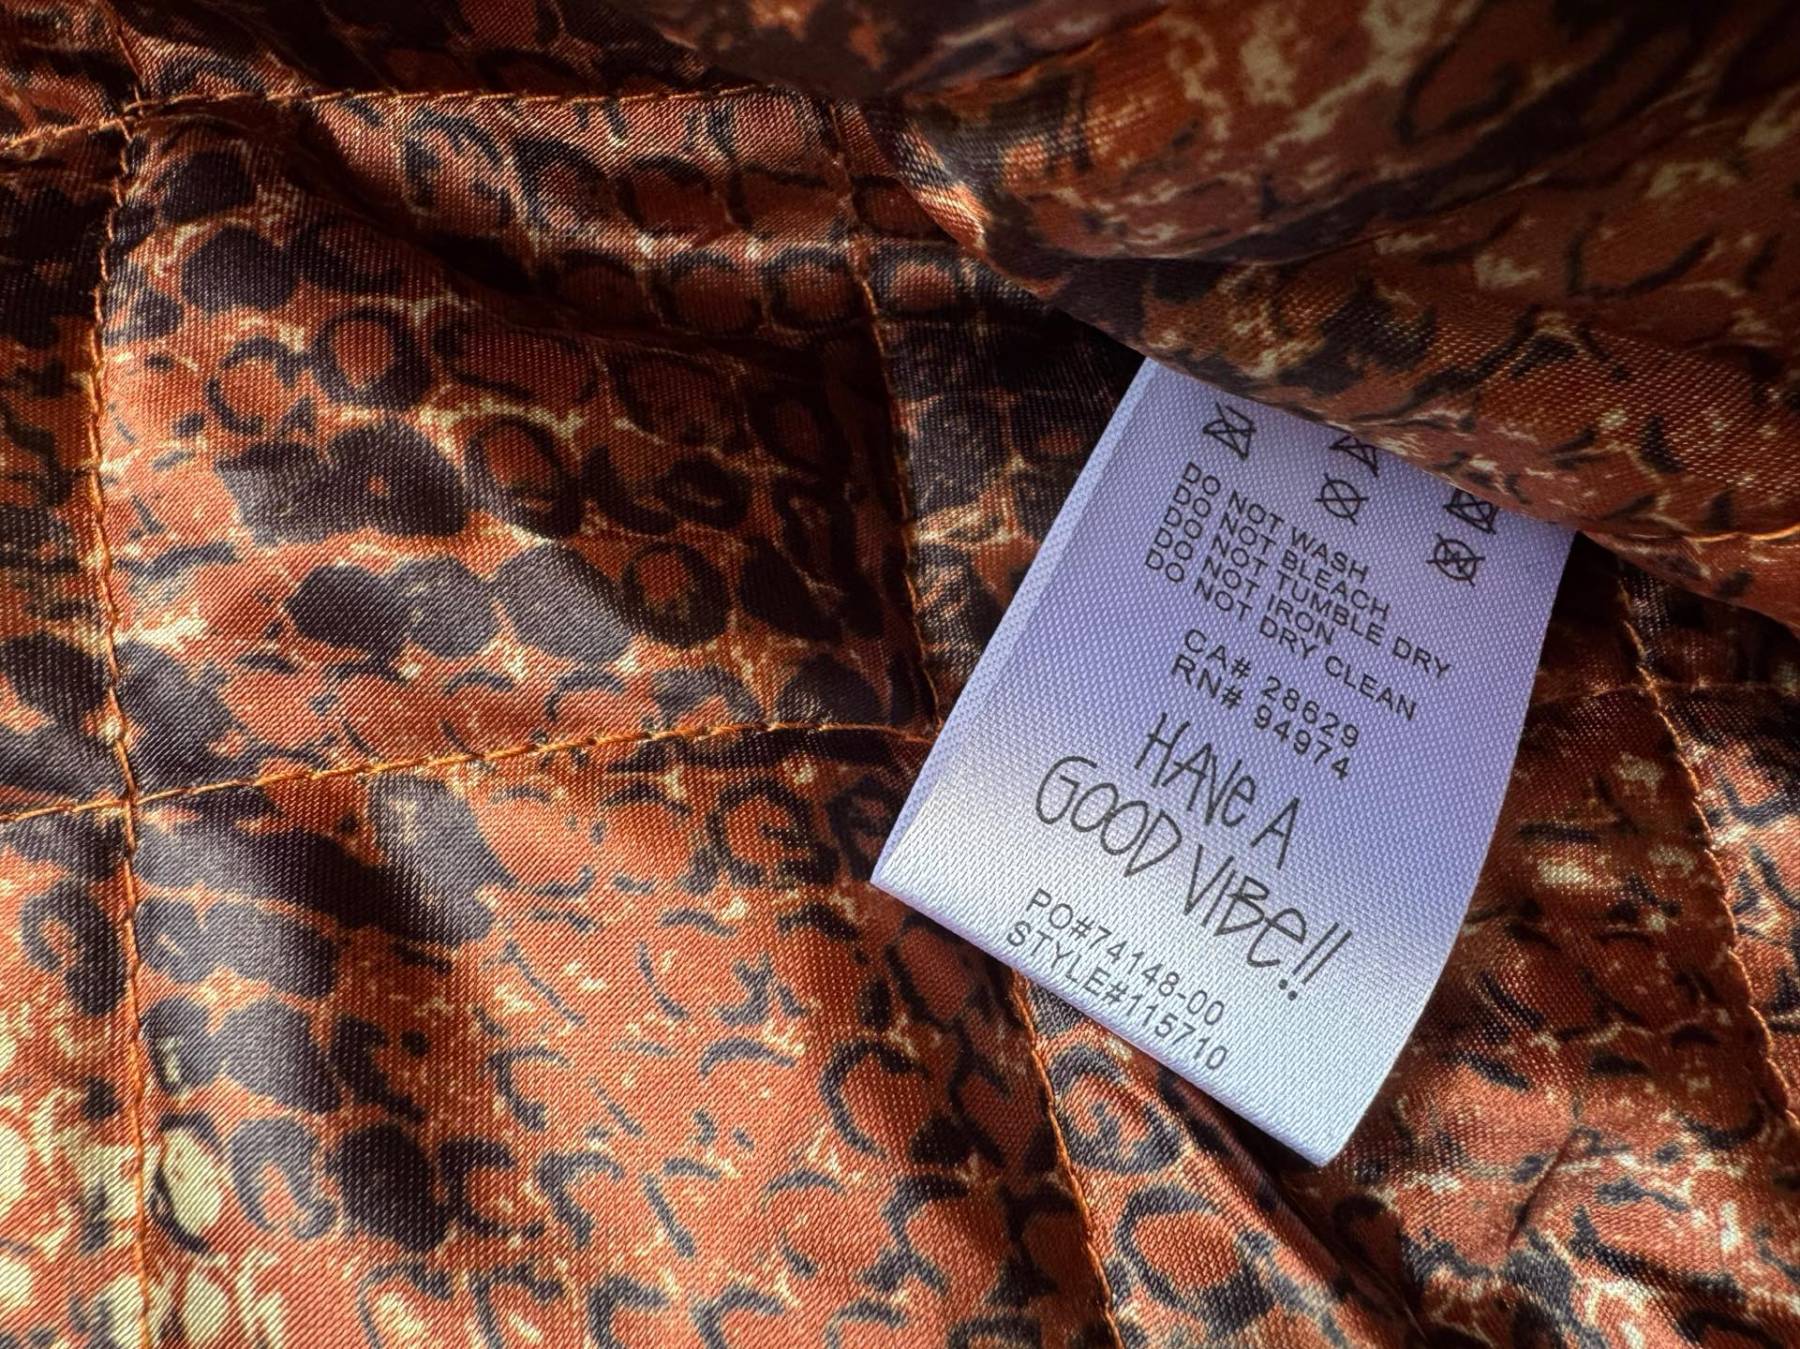 DO NOT WASH
DO NOT BLEACH
DO NOT TUMBLE DRY
DO NOT IRON
DO NOT DRY CLEAN
CA# 28629
RN# 94974
HAVe A
GOOD VIBe!!
PO#74148-00
STYLE#115710